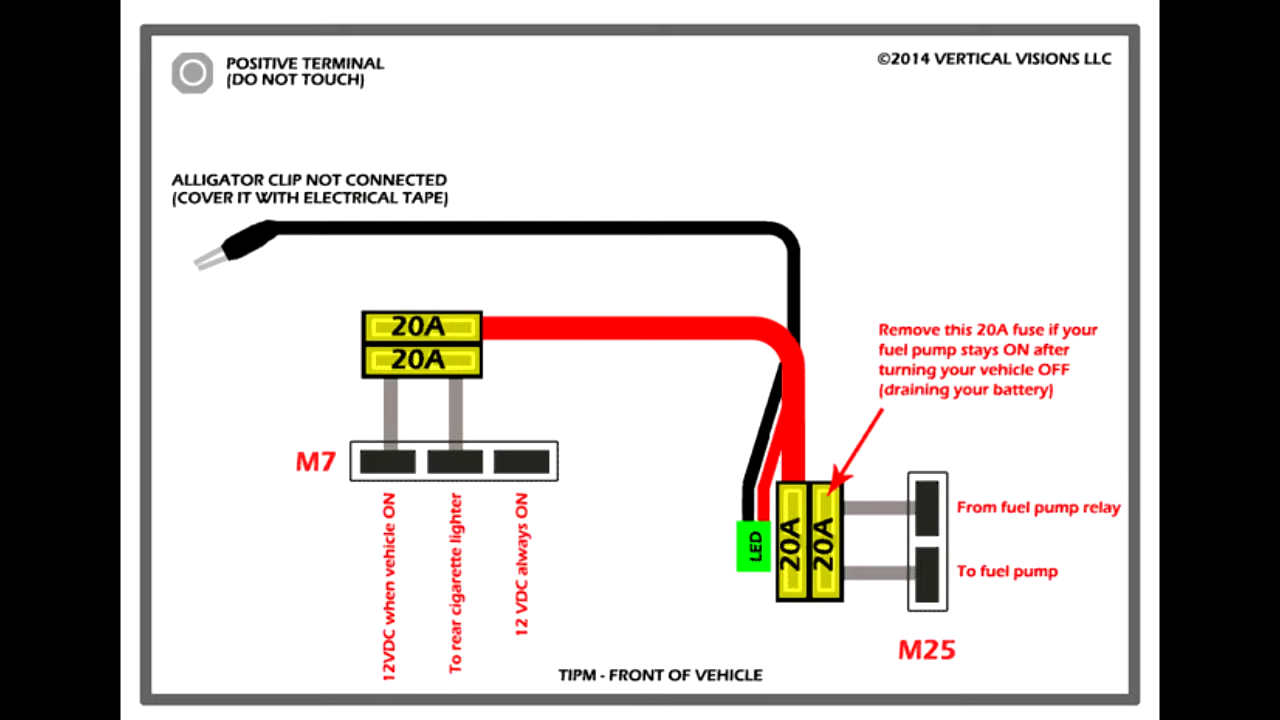 POSITIVE TERMINAL
(DO NOT TOUCH)
©2014 VERTICAL VISIONS LLC
ALLIGATOR CLIP NOT CONNECTED
(COVER IT WITH ELECTRICAL TAPE)
20A
20A
Remove this 20A fuse if your
fuel pump stays ON after
turning your vehicle OFF
(draining your battery)
M7
12VDC when vehicle ON
To rear cigarette lighter
12 VDC always ON
LED
20A
20A
From fuel pump relay
To fuel pump
M25
TIPM - FRONT OF VEHICLE